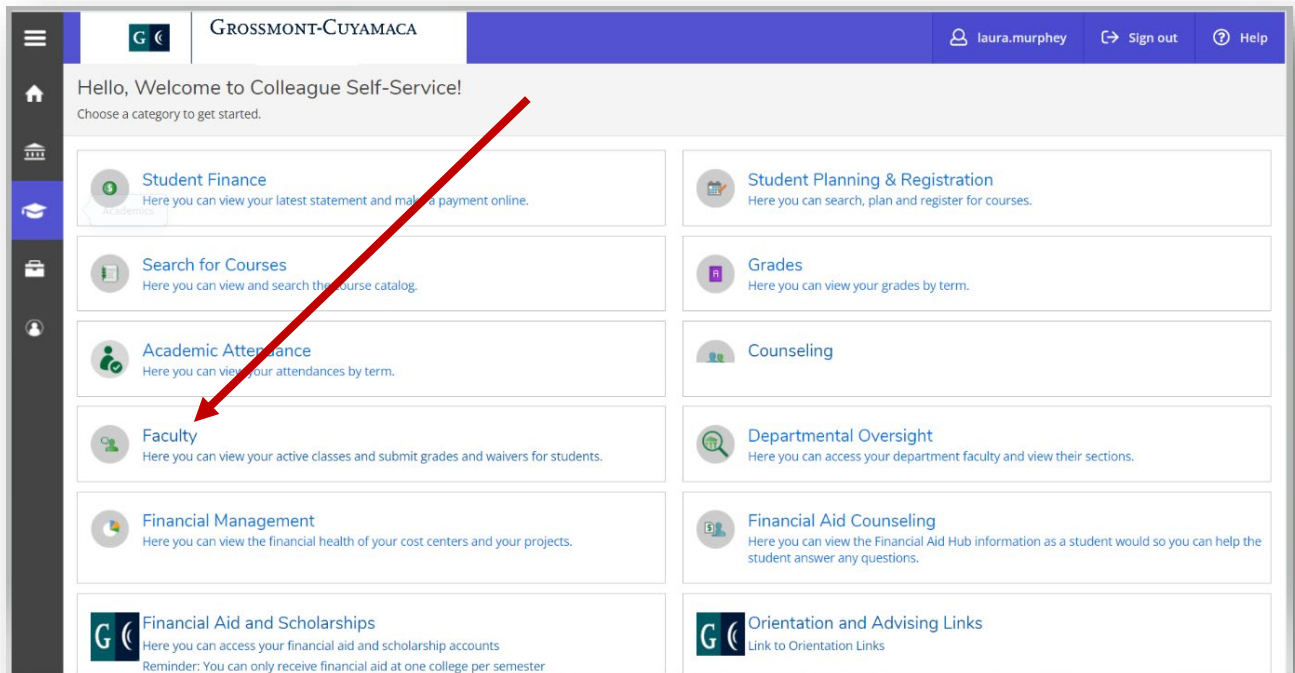 G C GROSSMONT-CUYAMACA
laura.murphey Sign out ? Help
Hello, Welcome to Colleague Self-Service!
Choose a category to get started.
Student Finance
Here you can view your latest statement and make a payment online.
Academics
Student Planning & Registration
Here you can search, plan and register for courses.
Search for Courses
Here you can view and search the course catalog.
Grades
Here you can view your grades by term.
Academic Attendance
Here you can view your attendances by term.
Counseling
Faculty
Here you can view your active classes and submit grades and waivers for students.
Departmental Oversight
Here you can access your department faculty and view their sections.
Financial Management
Here you can view the financial health of your cost centers and your projects.
Financial Aid Counseling
Here you can view the Financial Aid Hub information as a student would so you can help the
student answer any questions.
G C Financial Aid and Scholarships
Here you can access your financial aid and scholarship accounts
Reminder: You can only receive financial aid at one college per semester
G C Orientation and Advising Links
Link to Orientation Links